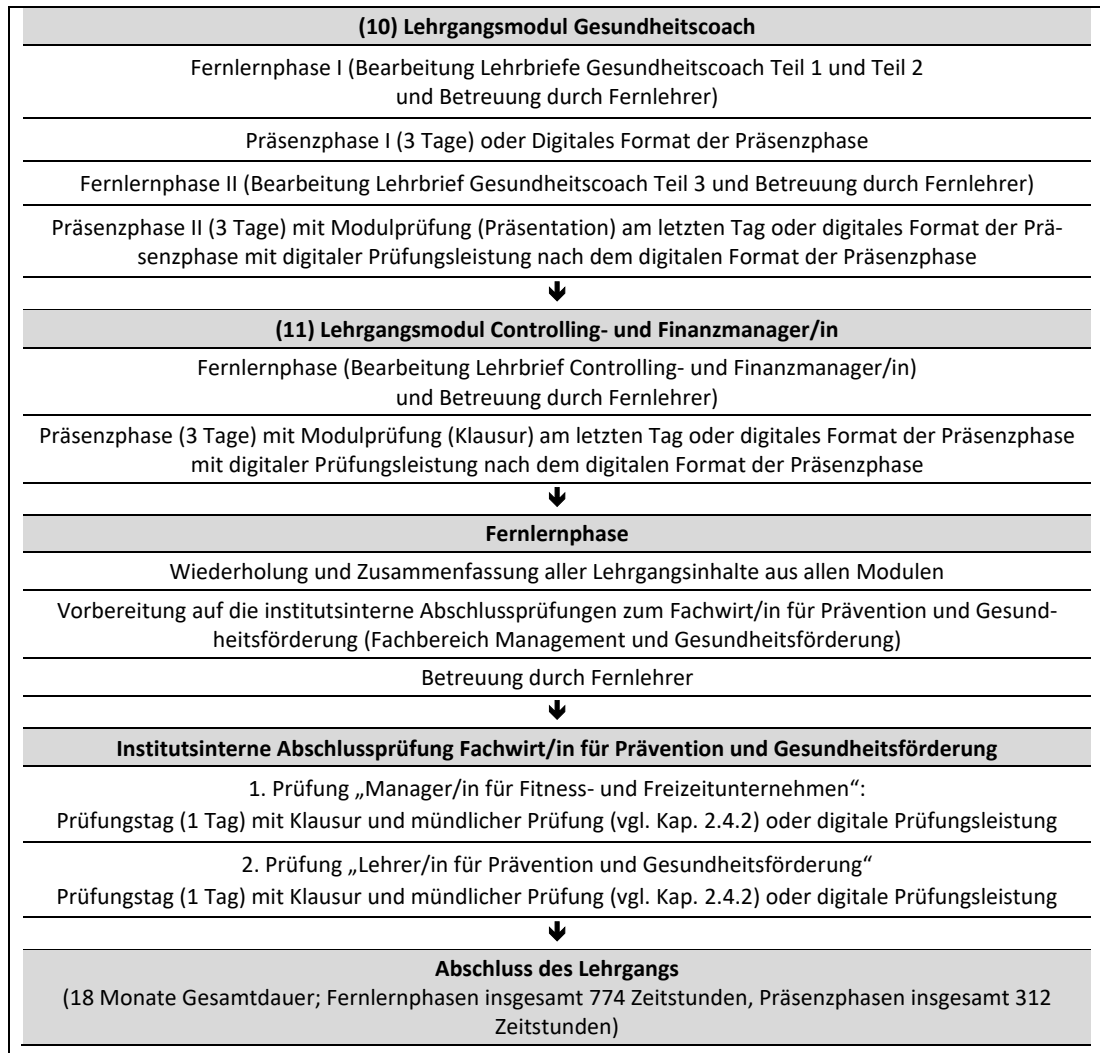 (10) Lehrgangsmodul Gesundheitscoach
Fernlernphase I (Bearbeitung Lehrbriefe Gesundheitscoach Teil 1 und Teil 2
und Betreuung durch Fernlehrer)
Präsenzphase I (3 Tage) oder Digitales Format der Präsenzphase
Fernlernphase II (Bearbeitung Lehrbrief Gesundheitscoach Teil 3 und Betreuung durch Fernlehrer)
Präsenzphase II (3 Tage) mit Modulprüfung (Präsentation) am letzten Tag oder digitales Format der Prä-
senzphase mit digitaler Prüfungsleistung nach dem digitalen Format der Präsenzphase
🡻
(11) Lehrgangsmodul Controlling- und Finanzmanager/in
Fernlernphase (Bearbeitung Lehrbrief Controlling- und Finanzmanager/in)
und Betreuung durch Fernlehrer)
Präsenzphase (3 Tage) mit Modulprüfung (Klausur) am letzten Tag oder digitales Format der Präsenzphase
mit digitaler Prüfungsleistung nach dem digitalen Format der Präsenzphase
🡻
Fernlernphase
Wiederholung und Zusammenfassung aller Lehrgangsinhalte aus allen Modulen
Vorbereitung auf die institutsinterne Abschlussprüfungen zum Fachwirt/in für Prävention und Gesund-
heitsförderung (Fachbereich Management und Gesundheitsförderung)
Betreuung durch Fernlehrer
🡻
Institutsinterne Abschlussprüfung Fachwirt/in für Prävention und Gesundheitsförderung
1. Prüfung „Manager/in für Fitness- und Freizeitunternehmen“:
Prüfungstag (1 Tag) mit Klausur und mündlicher Prüfung (vgl. Kap. 2.4.2) oder digitale Prüfungsleistung
2. Prüfung „Lehrer/in für Prävention und Gesundheitsförderung“
Prüfungstag (1 Tag) mit Klausur und mündlicher Prüfung (vgl. Kap. 2.4.2) oder digitale Prüfungsleistung
🡻
Abschluss des Lehrgangs
(18 Monate Gesamtdauer; Fernlernphasen insgesamt 774 Zeitstunden, Präsenzphasen insgesamt 312
Zeitstunden)